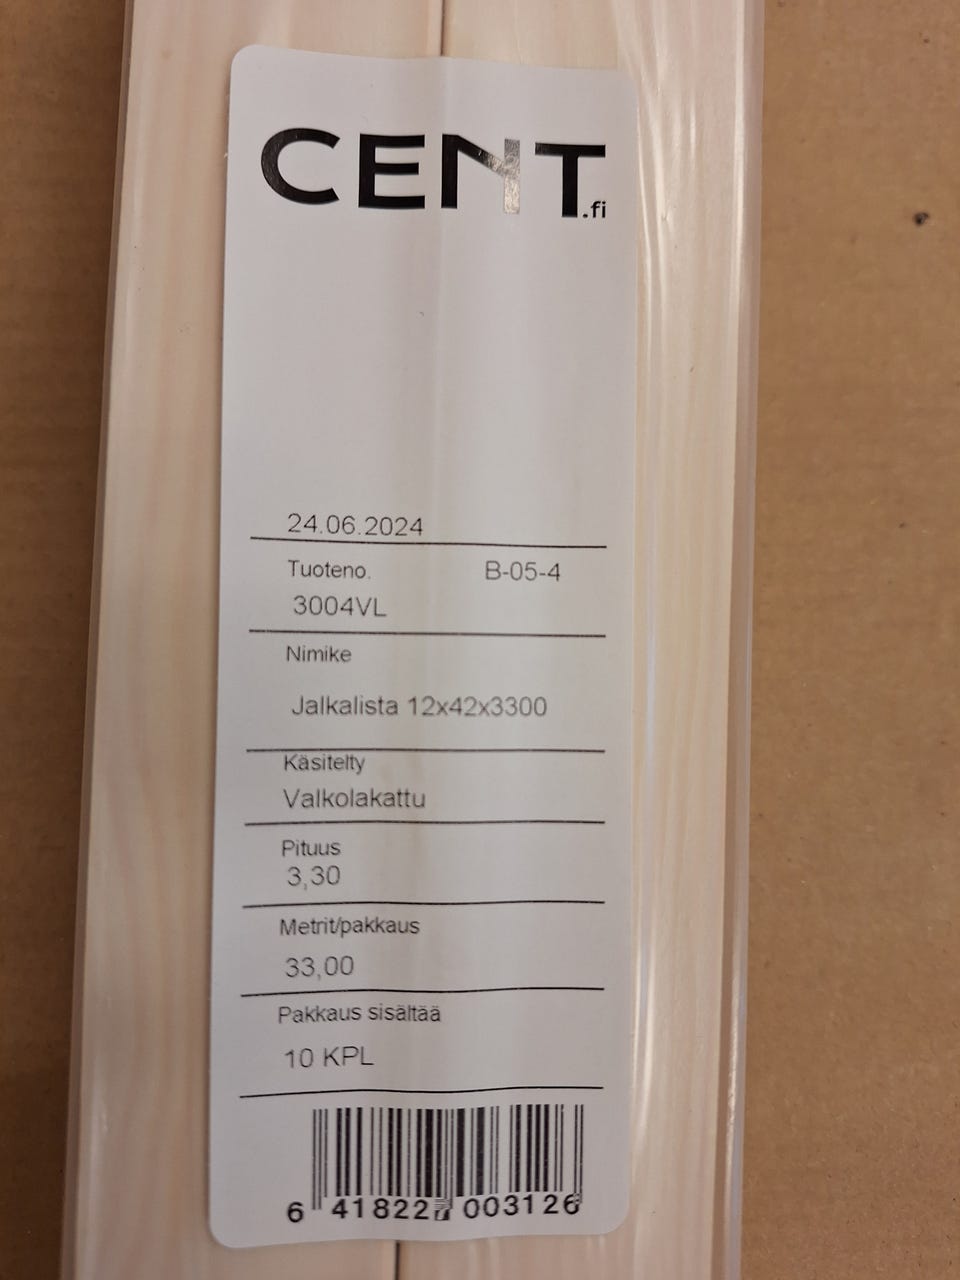 CENT.fi
24.06.2024
Tuoteno. B-05-4
3004VL
Nimike
Jalkalista 12x42x3300
Käsitelty
Valkolakattu
Pituus
3,30
Metrit/pakkaus
33,00
Pakkaus sisältää
10 KPL
6 418227 003126